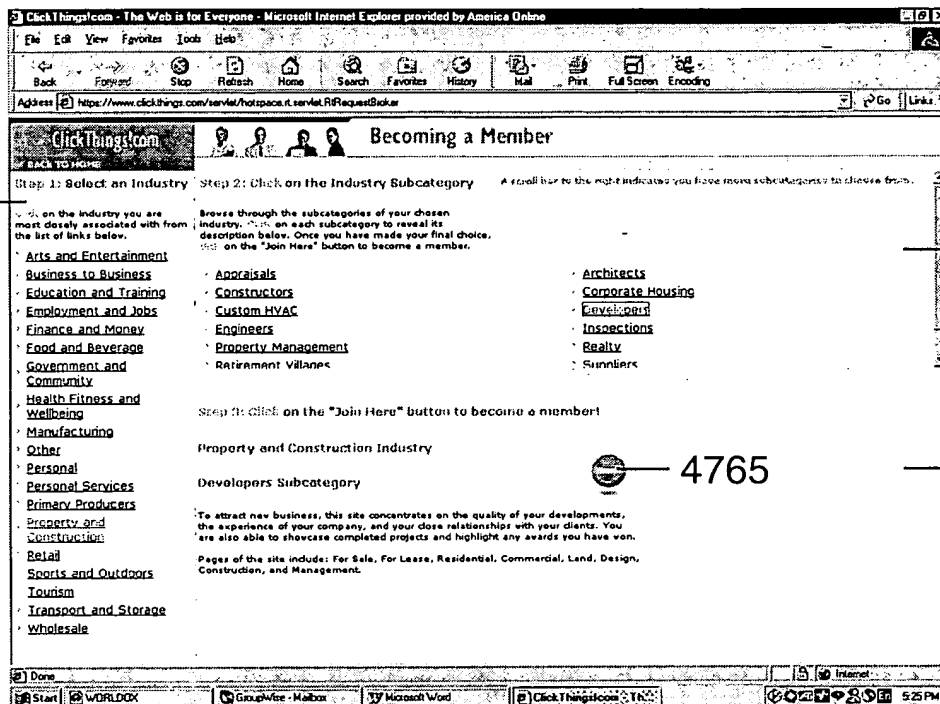 ClickThings!com - The Web is for Everyone - Microsoft Internet Explorer provided by America Online
File Edit View Favorites Tools Help
Back Forward Stop Refresh Home Search Favorites History Mail Print Full Screen Encoding
Address https://www.clickthings.com/servlet/hotspace.rt.servlet.RtRequestBroker Go Links
ClickThings!com
BACK TO HOME
Becoming a Member
Step 1: Select an Industry
Click on the industry you are
most closely associated with from
the list of links below.
Arts and Entertainment
Business to Business
Education and Training
Employment and Jobs
Finance and Money
Food and Beverage
Government and
Community
Health Fitness and
Wellbeing
Manufacturing
Other
Personal
Personal Services
Primary Producers
Property and
Construction
Retail
Sports and Outdoors
Tourism
Transport and Storage
Wholesale
Step 2: Click on the Industry Subcategory
A scroll bar to the right indicates you have more subcategories to choose from.
Browse through the subcategories of your chosen
industry. Click on each subcategory to reveal its
description below. Once you have made your final choice,
click on the "Join Here" button to become a member.
Appraisals
Constructors
Custom HVAC
Engineers
Property Management
Retirement Villages
Architects
Corporate Housing
Developers
Inspections
Realty
Suppliers
Step 3: Click on the "Join Here" button to become a member!
Property and Construction Industry
4765
Developers Subcategory
To attract new business, this site concentrates on the quality of your developments,
the experience of your company, and your close relationships with your clients. You
are also able to showcase completed projects and highlight any awards you have won.
Pages of the site include: For Sale, For Lease, Residential, Commercial, Land, Design,
Construction, and Management.
Done Internet
Start WORLDOX GroupWise - Mailbox Microsoft Word ClickThings!com - Th... 5:25 PM